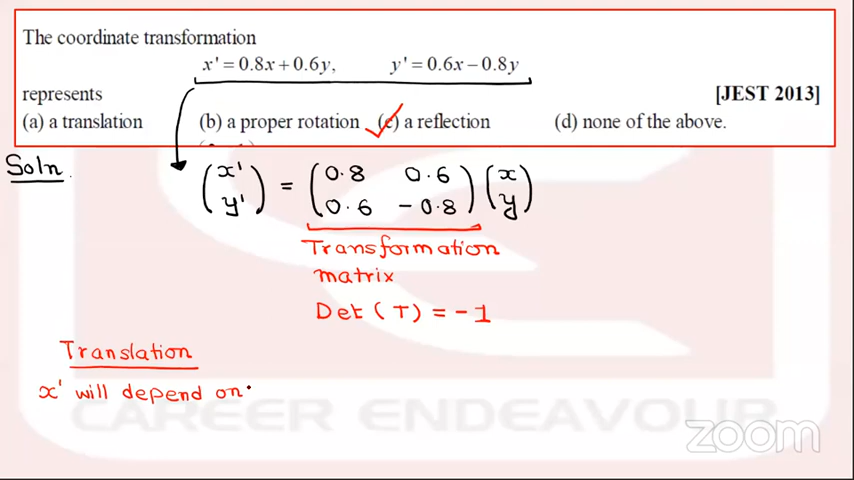 The coordinate transformation
x' = 0.8x + 0.6y,    y' = 0.6x − 0.8y
represents [JEST 2013]
(a) a translation (b) a proper rotation (c) a reflection (d) none of the above.
Soln
(x' y') = (0.8 0.6 0.6 −0.8) (x y)
Transformation
matrix
Det (T) = −1
Translation
x' will depend on
CAREER ENDEAVOUR
zoom